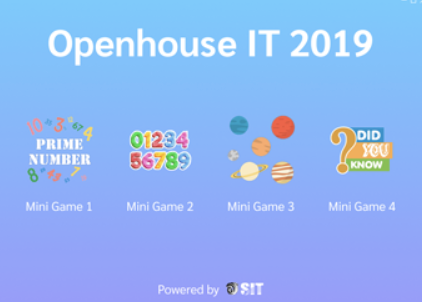 Openhouse IT 2019
PRIME
NUMBER
01234
56789
DID
YOU
KNOW
Mini Game 1
Mini Game 2
Mini Game 3
Mini Game 4
Powered by SIT